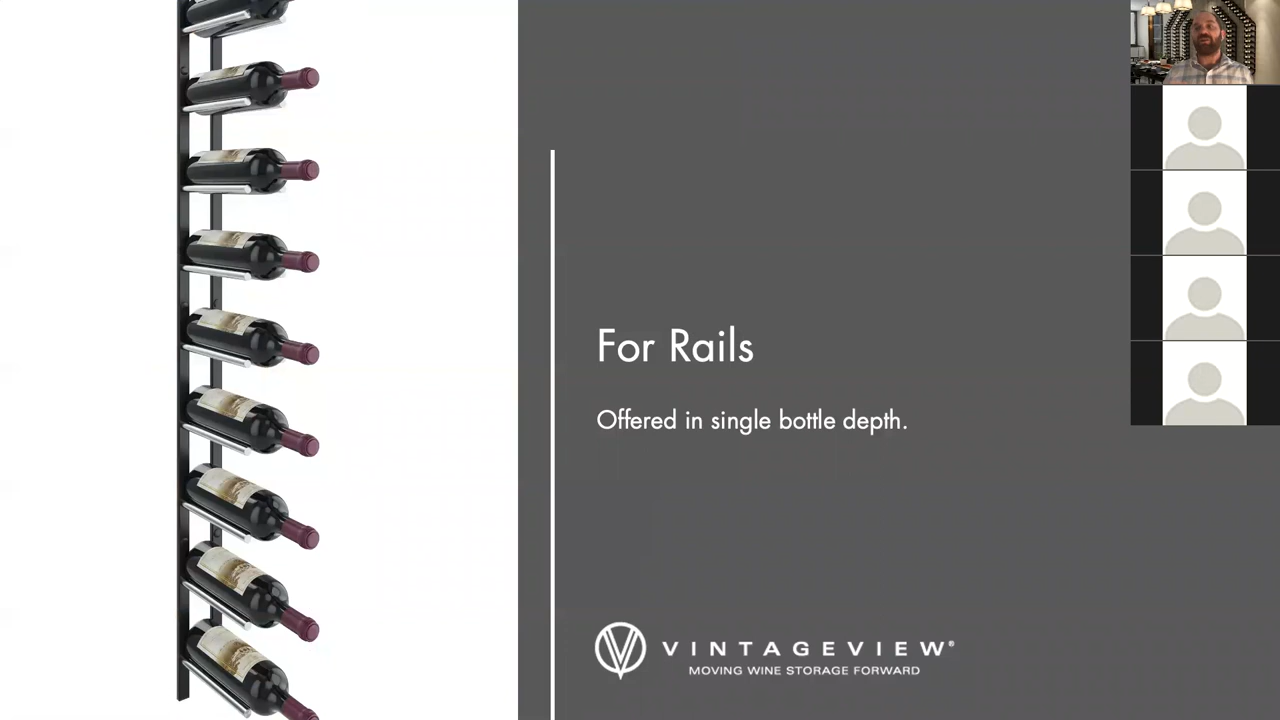 For Rails
Offered in single bottle depth.
VINTAGEVIEW®
MOVING WINE STORAGE FORWARD